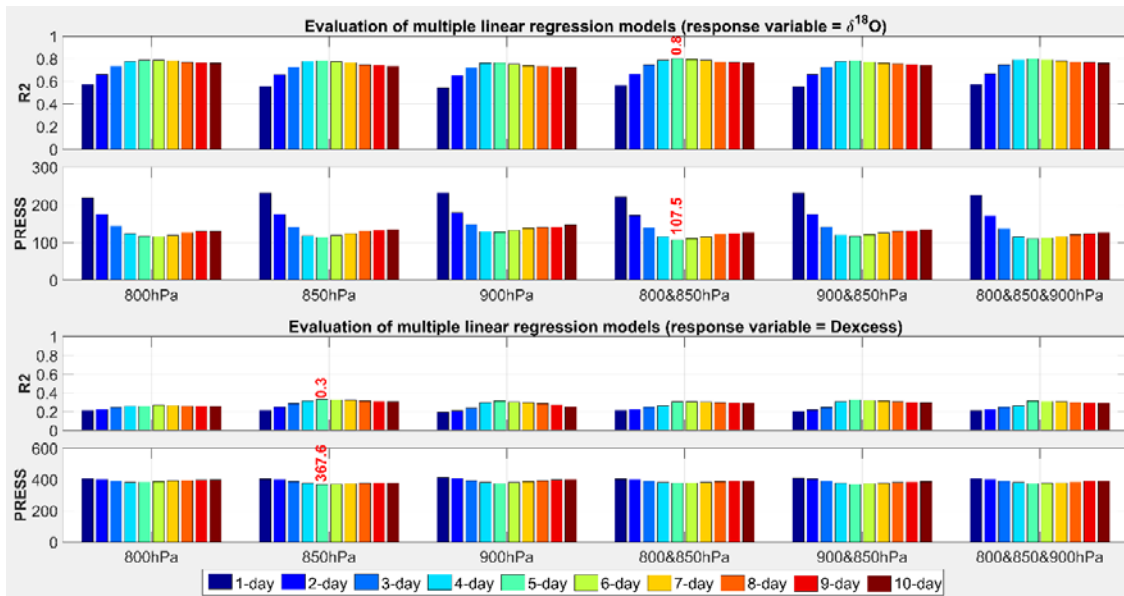 Evaluation of multiple linear regression models (response variable = δ¹⁸O)
R2
1
0.8
0.6
0.4
0.2
0
0.8
PRESS
300
200
100
0
107.5
800hPa 850hPa 900hPa 800&850hPa 900&850hPa 800&850&900hPa
Evaluation of multiple linear regression models (response variable = Dexcess)
R2
1
0.8
0.6
0.4
0.2
0
0.3
PRESS
600
400
200
0
367.6
800hPa 850hPa 900hPa 800&850hPa 900&850hPa 800&850&900hPa
1-day 2-day 3-day 4-day 5-day 6-day 7-day 8-day 9-day 10-day